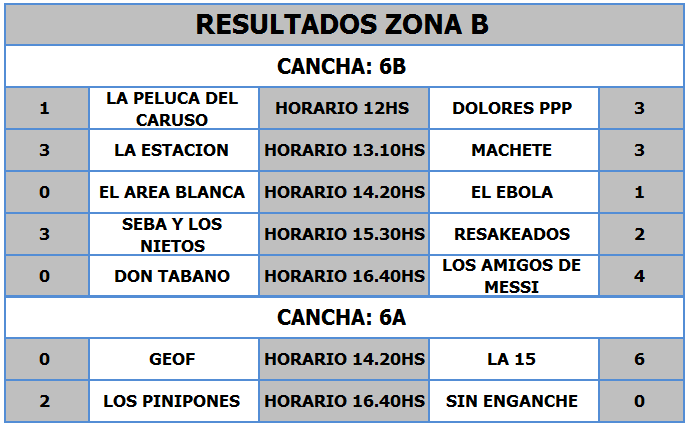 RESULTADOS ZONA B
CANCHA: 6B
1 LA PELUCA DEL CARUSO HORARIO 12HS DOLORES PPP 3
3 LA ESTACION HORARIO 13.10HS MACHETE 3
0 EL AREA BLANCA HORARIO 14.20HS EL EBOLA 1
3 SEBA Y LOS NIETOS HORARIO 15.30HS RESAKEADOS 2
0 DON TABANO HORARIO 16.40HS LOS AMIGOS DE MESSI 4
CANCHA: 6A
0 GEOF HORARIO 14.20HS LA 15 6
2 LOS PINIPONES HORARIO 16.40HS SIN ENGANCHE 0